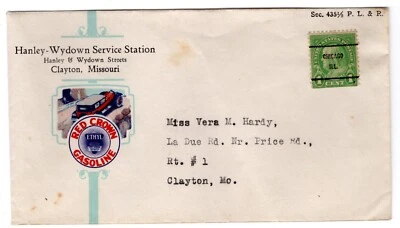 Sec. 435½ P. L. & R.
Hanley-Wydown Service Station
Hanley & Wydown Streets
Clayton, Missouri
CHICAGO
ILL.
CENT
RED CROWN
ETHYL
GASOLINE
Miss Vera M. Hardy,
La Due Rd. Nr. Price Rd.,
Rt. # 1
Clayton, Mo.